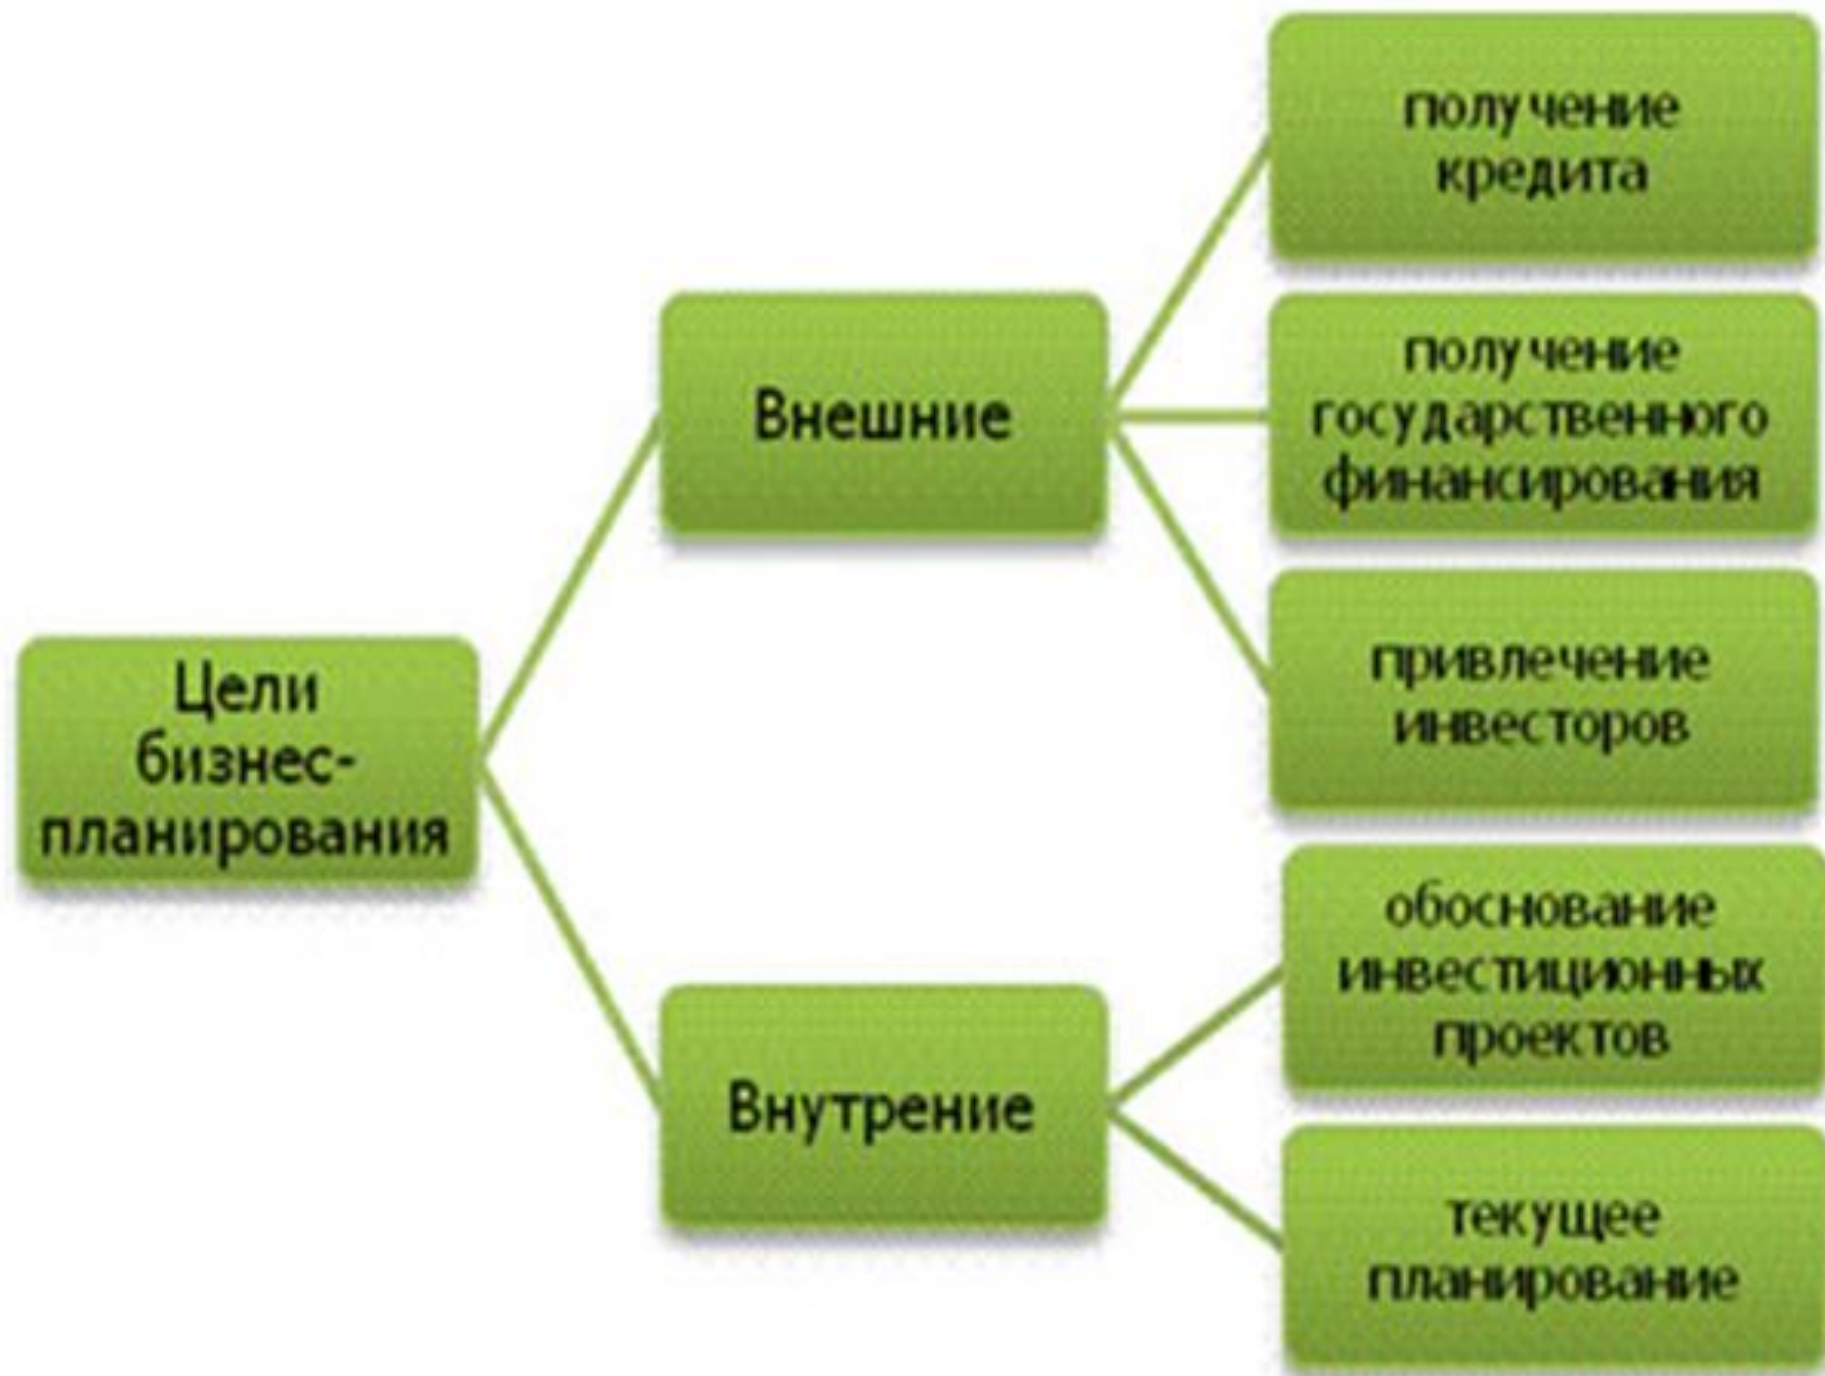 Цели
бизнес-
планирования
Внешние
получение
кредита
получение
государственного
финансирования
привлечение
инвесторов
Внутрение
обоснование
инвестиционных
проектов
текущее
планирование